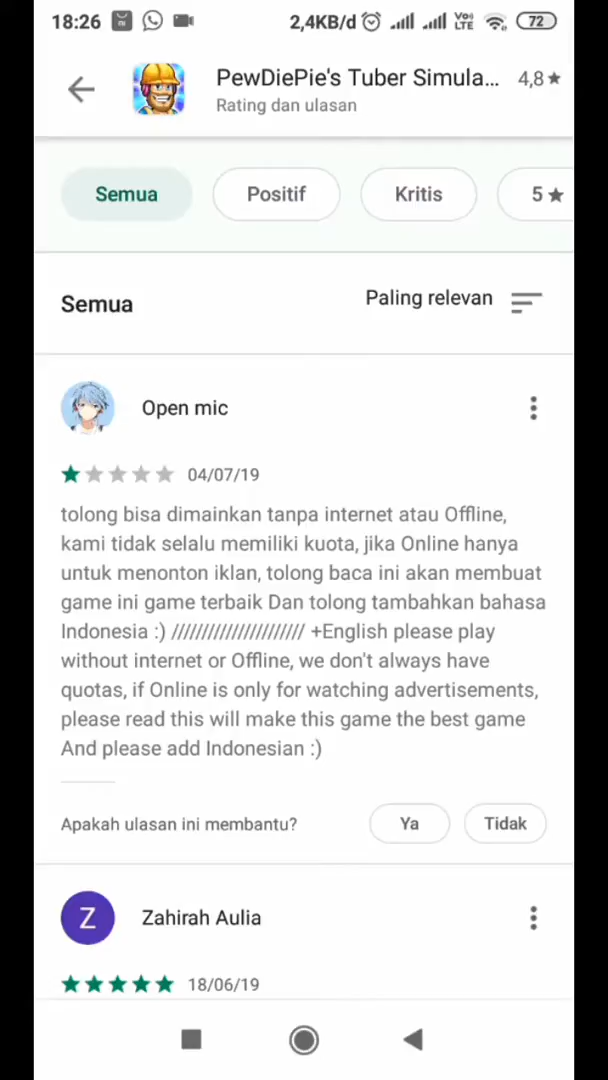 18:26 2,4KB/d Vo) LTE 72
PewDiePie's Tuber Simula... 4,8★
Rating dan ulasan
Semua Positif Kritis 5 ★
Semua Paling relevan
Open mic
04/07/19
tolong bisa dimainkan tanpa internet atau Offline,
kami tidak selalu memiliki kuota, jika Online hanya
untuk menonton iklan, tolong baca ini akan membuat
game ini game terbaik Dan tolong tambahkan bahasa
Indonesia :) ////////////////////// +English please play
without internet or Offline, we don't always have
quotas, if Online is only for watching advertisements,
please read this will make this game the best game
And please add Indonesian :)
Apakah ulasan ini membantu? Ya Tidak
Z Zahirah Aulia
18/06/19